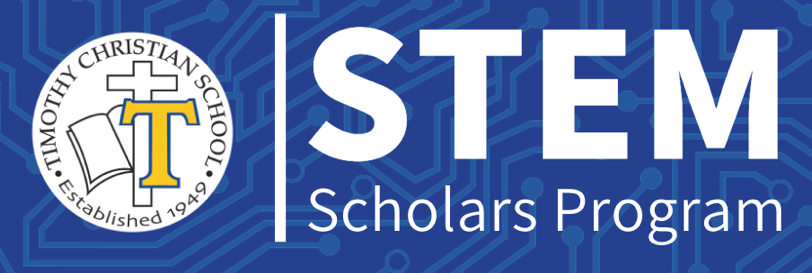 • TIMOTHY CHRISTIAN SCHOOL •
T
Established 1949
STEM
Scholars Program